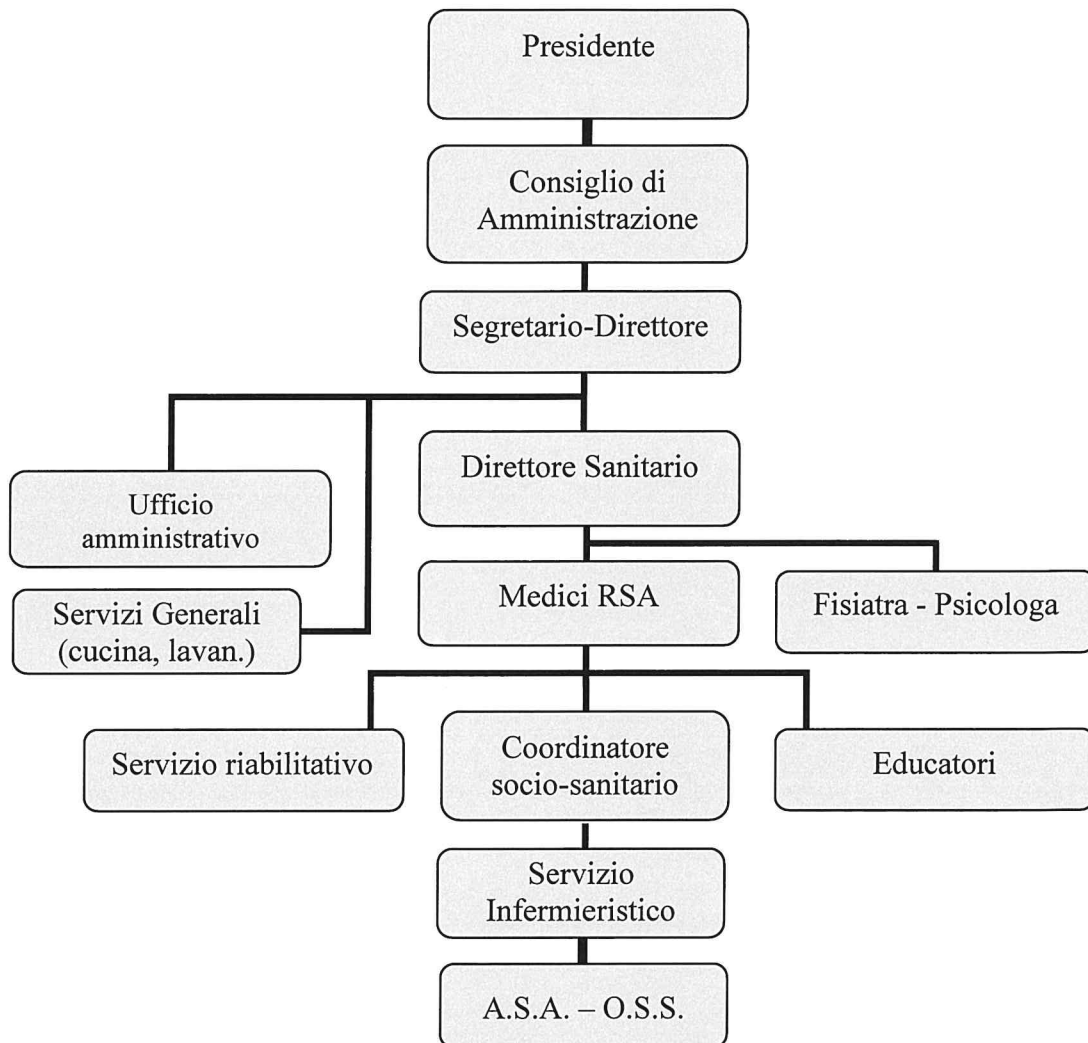 Presidente
Consiglio di
Amministrazione
Segretario-Direttore
Direttore Sanitario
Ufficio
amministrativo
Medici RSA
Fisiatra - Psicologa
Servizi Generali
(cucina, lavan.)
Servizio riabilitativo
Coordinatore
socio-sanitario
Educatori
Servizio
Infermieristico
A.S.A. – O.S.S.